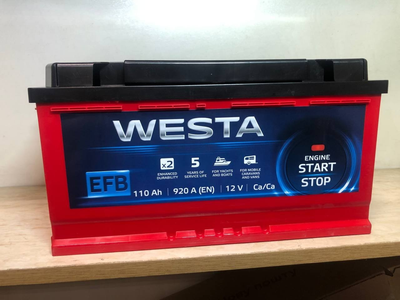 WESTA
x2
ENHANCED DURABILITY
5
YEARS OF SERVICE LIFE
FOR YACHTS AND BOATS
FOR MOBILE CARAVANS AND VANS
EFB
110 Ah | 920 A (EN) | 12 V | Ca/Ca
ENGINE
START
STOP